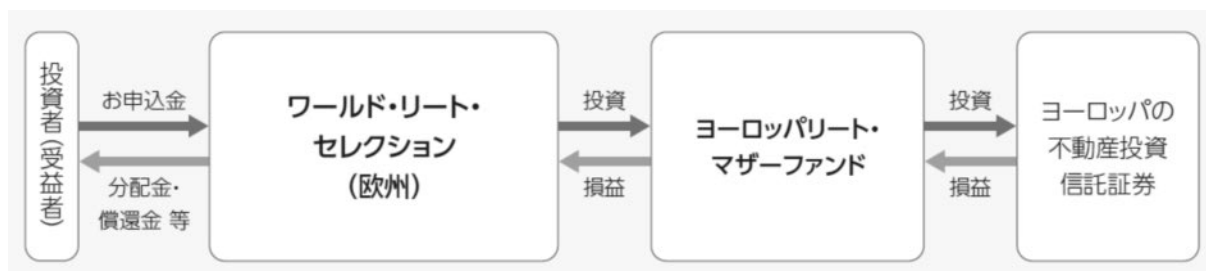 投資者(受益者)
お申込金
分配金・
償還金 等
ワールド・リート・
セレクション
(欧州)
投資
損益
ヨーロッパリート・
マザーファンド
投資
損益
ヨーロッパの
不動産投資
信託証券